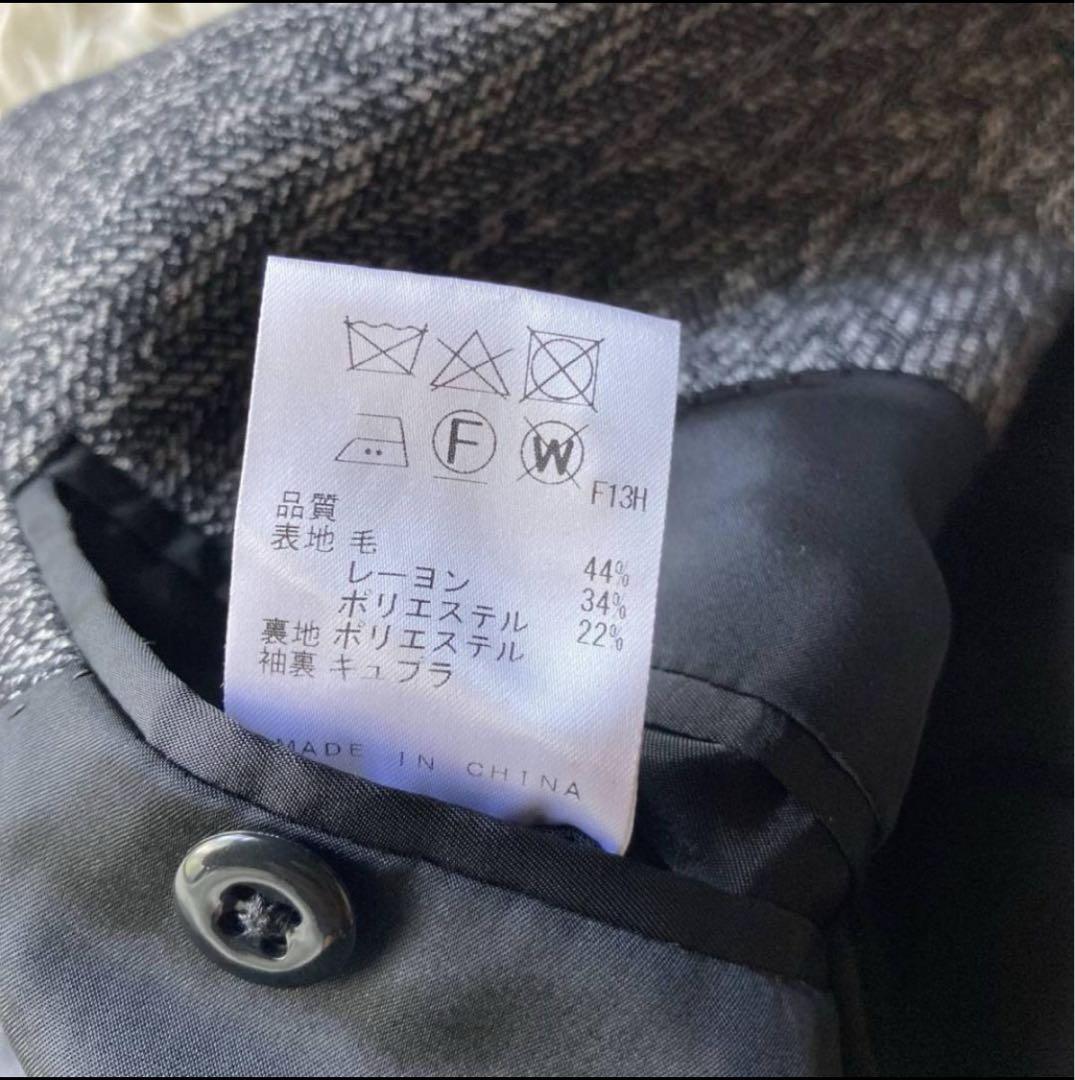 F
W
F13H
品質
表地 毛 44%
レーヨン 34%
ポリエステル 22%
裏地 ポリエステル
袖裏 キュプラ
MADE IN CHINA